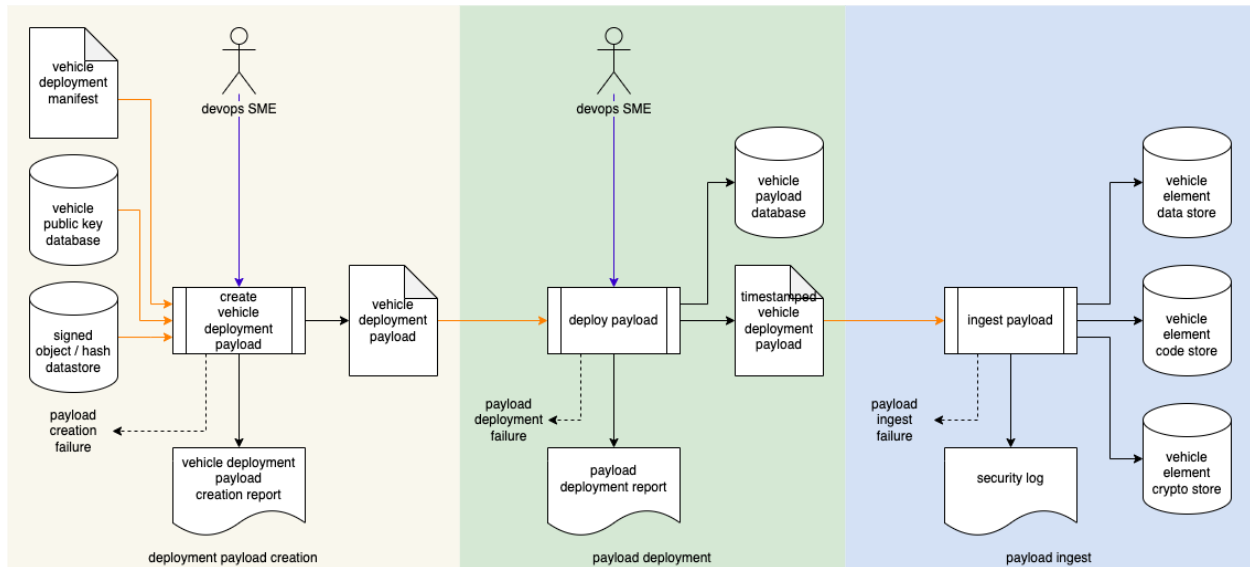 vehicle
deployment
manifest
devops SME
vehicle
public key
database
signed
object / hash
datastore
create
vehicle
deployment
payload
vehicle
deployment
payload
payload
creation
failure
vehicle deployment
payload
creation report
deployment payload creation
devops SME
vehicle
payload
database
deploy payload
timestamped
vehicle
deployment
payload
payload
deployment
failure
payload
deployment report
payload deployment
ingest payload
vehicle
element
data store
vehicle
element
code store
vehicle
element
crypto store
payload
ingest
failure
security log
payload ingest